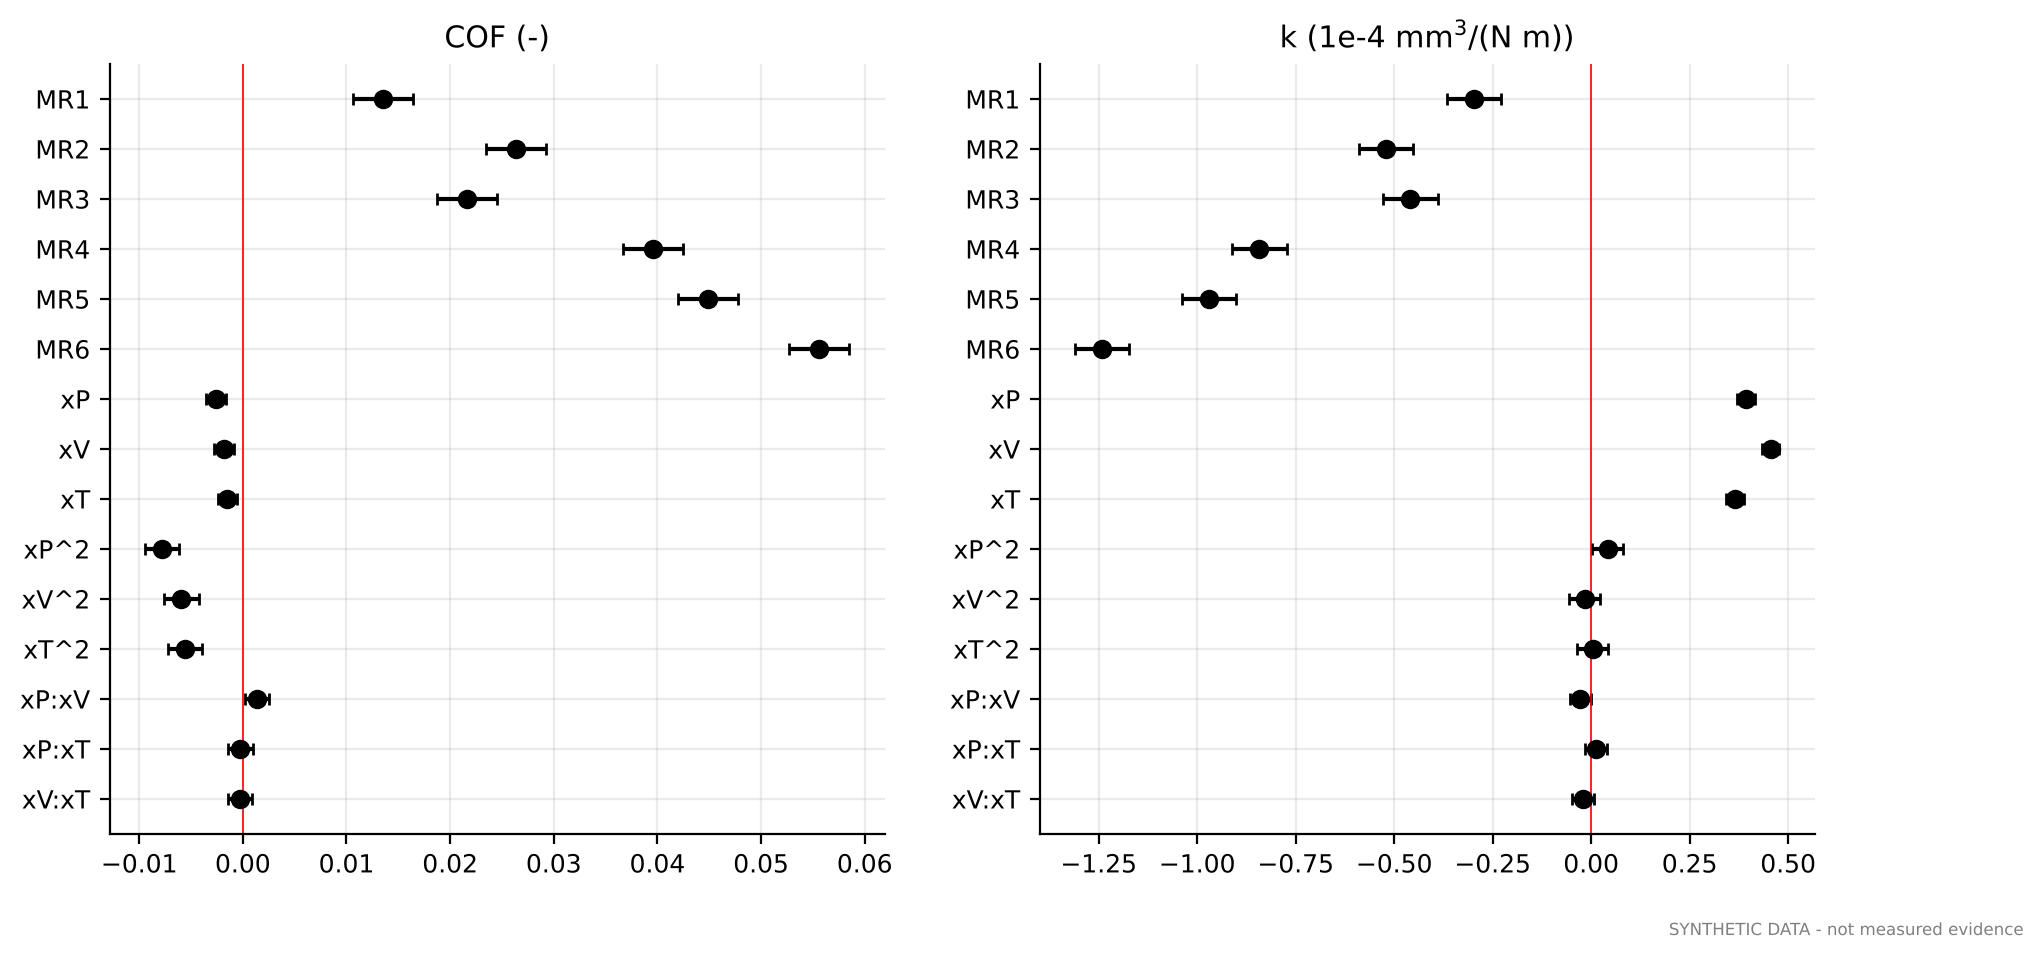 COF (-)
MR1
MR2
MR3
MR4
MR5
MR6
xP
xV
xT
xP^2
xV^2
xT^2
xP:xV
xP:xT
xV:xT
−0.01 0.00 0.01 0.02 0.03 0.04 0.05 0.06
k (1e-4 mm³/(N m))
MR1
MR2
MR3
MR4
MR5
MR6
xP
xV
xT
xP^2
xV^2
xT^2
xP:xV
xP:xT
xV:xT
−1.25 −1.00 −0.75 −0.50 −0.25 0.00 0.25 0.50
SYNTHETIC DATA - not measured evidence